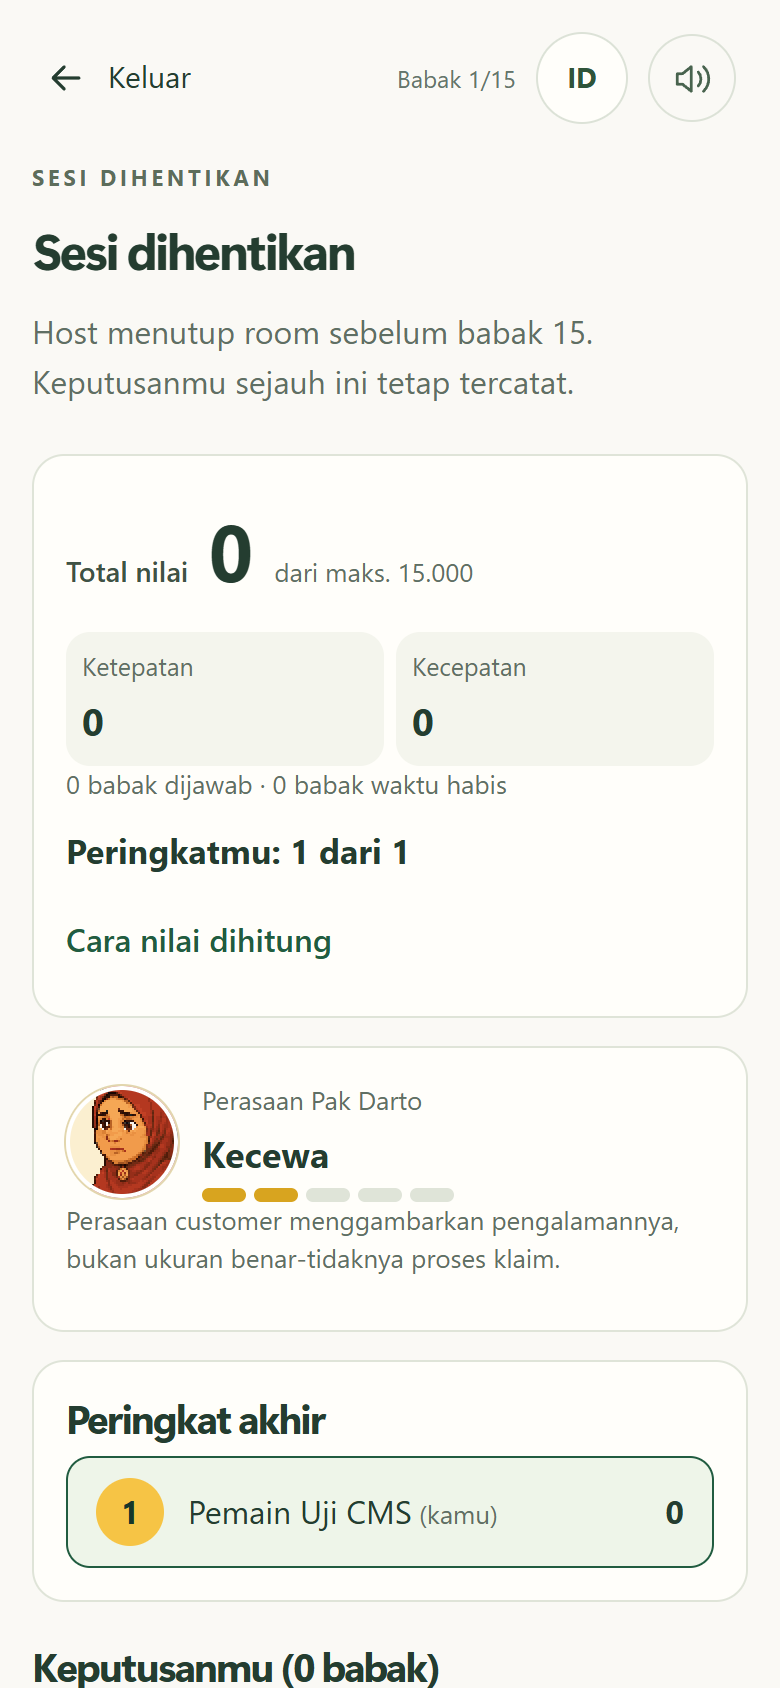 Keluar
Babak 1/15
ID
SESI DIHENTIKAN
Sesi dihentikan
Host menutup room sebelum babak 15.
Keputusanmu sejauh ini tetap tercatat.
Total nilai 0 dari maks. 15.000
Ketepatan
0
Kecepatan
0
0 babak dijawab · 0 babak waktu habis
Peringkatmu: 1 dari 1
Cara nilai dihitung
Perasaan Pak Darto
Kecewa
Perasaan customer menggambarkan pengalamannya,
bukan ukuran benar-tidaknya proses klaim.
Peringkat akhir
1 Pemain Uji CMS (kamu) 0
Keputusanmu (0 babak)